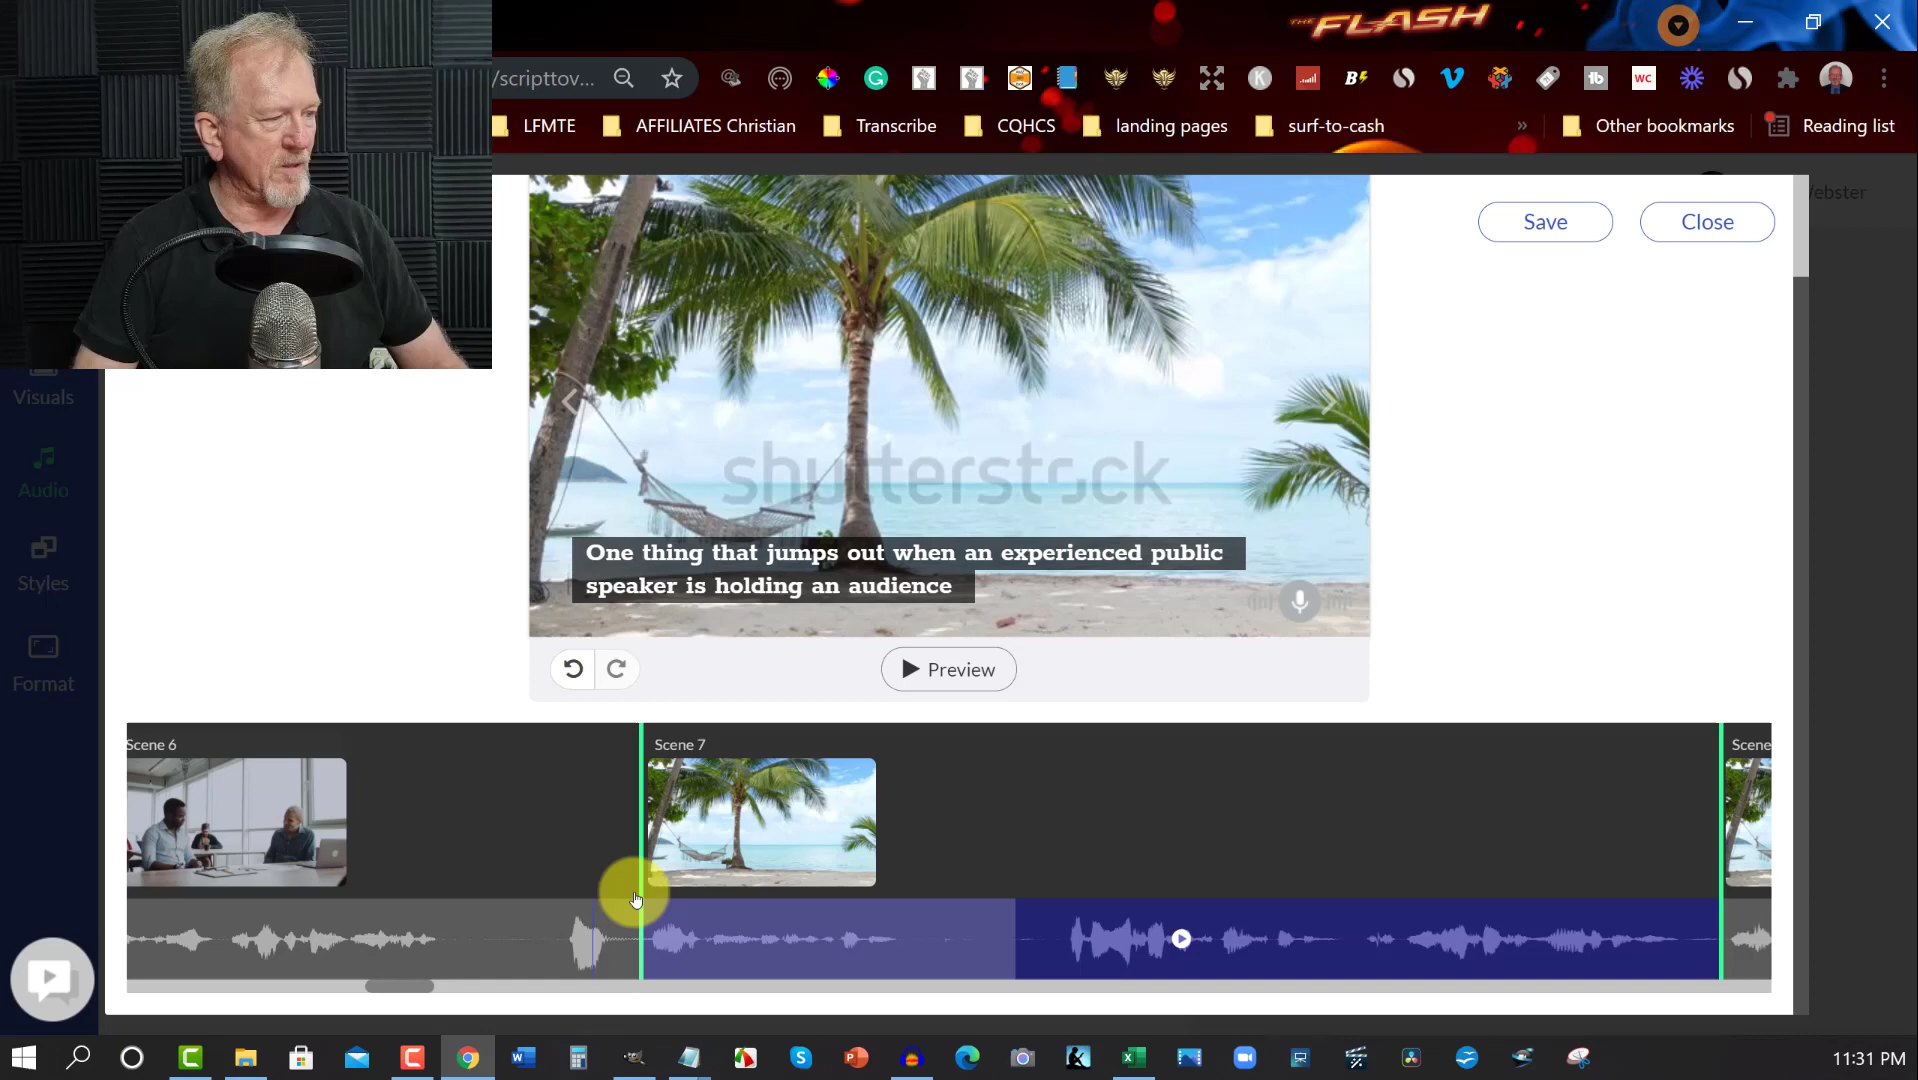 THE FLASH
/scripttov...
LFMTE
AFFILIATES Christian
Transcribe
CQHCS
landing pages
surf-to-cash
»
Other bookmarks
Reading list
Webster
Save
Close
Visuals
Audio
Styles
Format
shutterstock
One thing that jumps out when an experienced public
speaker is holding an audience
Preview
Scene 6
Scene 7
Scene
11:31 PM